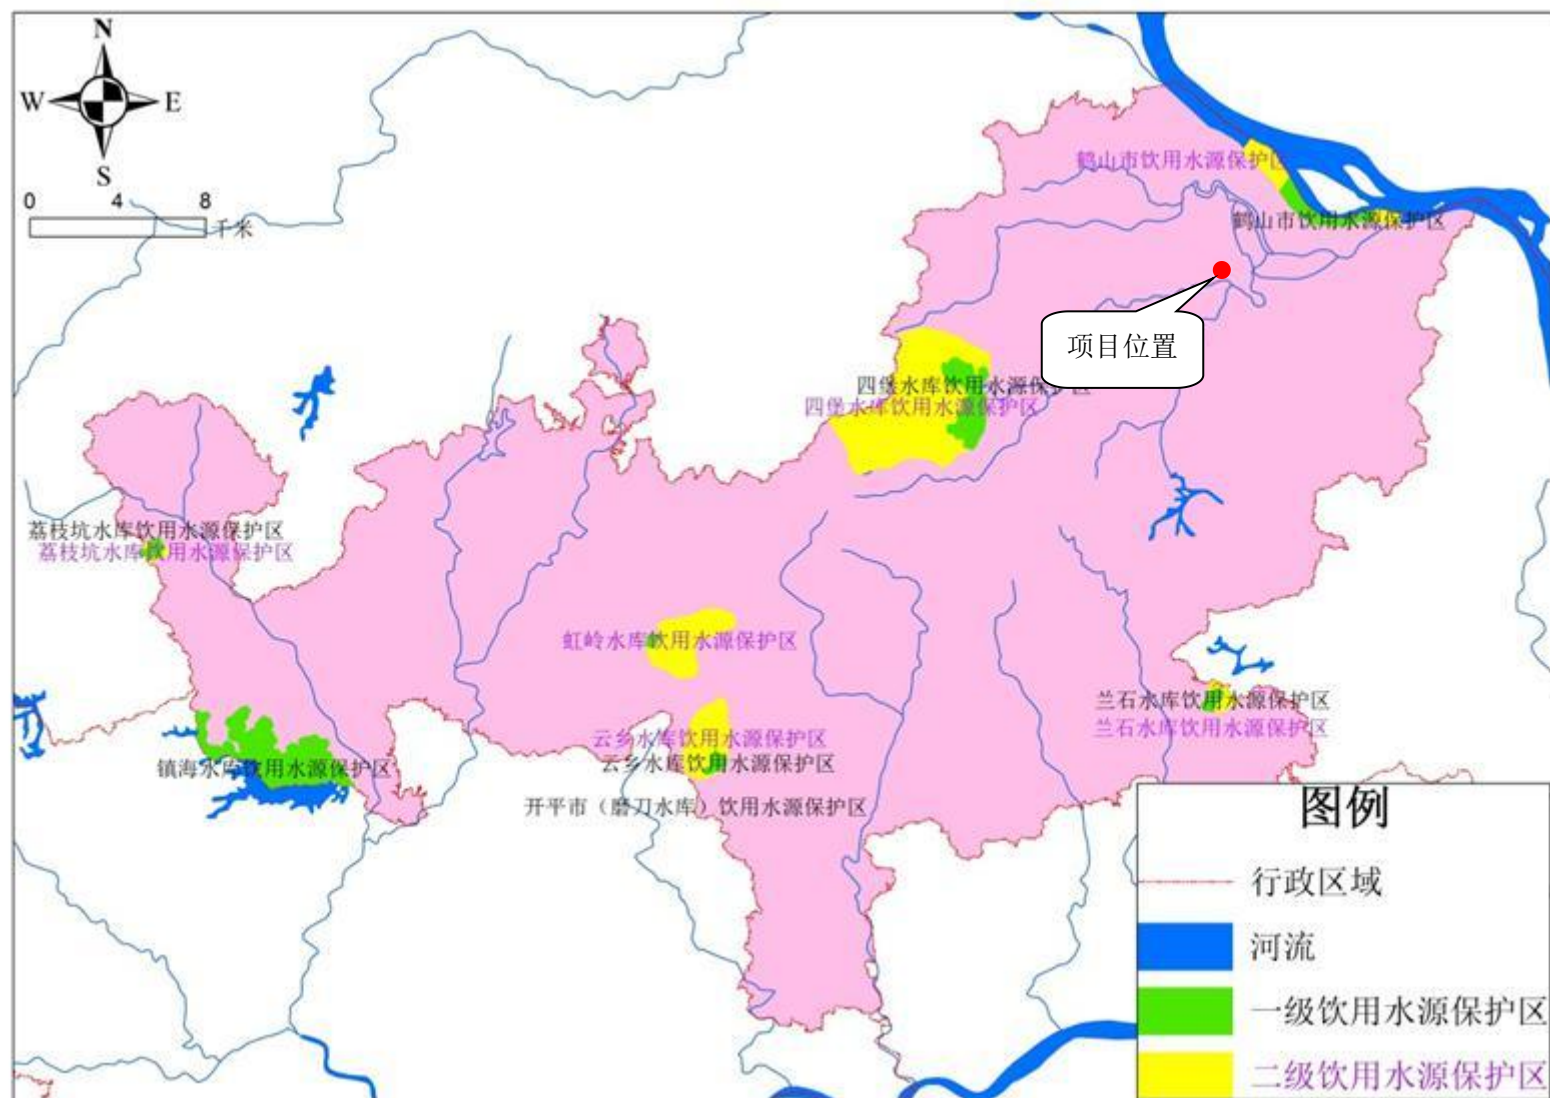 N
W E
S
0 4 8
千米
鹤山市饮用水源保护区
鹤山市饮用水源保护区
项目位置
四堡水库饮用水源保护区
四堡水库饮用水源保护区
荔枝坑水库饮用水源保护区
荔枝坑水库饮用水源保护区
虹岭水库饮用水源保护区
兰石水库饮用水源保护区
兰石水库饮用水源保护区
云乡水库饮用水源保护区
云乡水库饮用水源保护区
镇海水库饮用水源保护区
开平市（磨刀水库）饮用水源保护区
图例
行政区域
河流
一级饮用水源保护区
二级饮用水源保护区